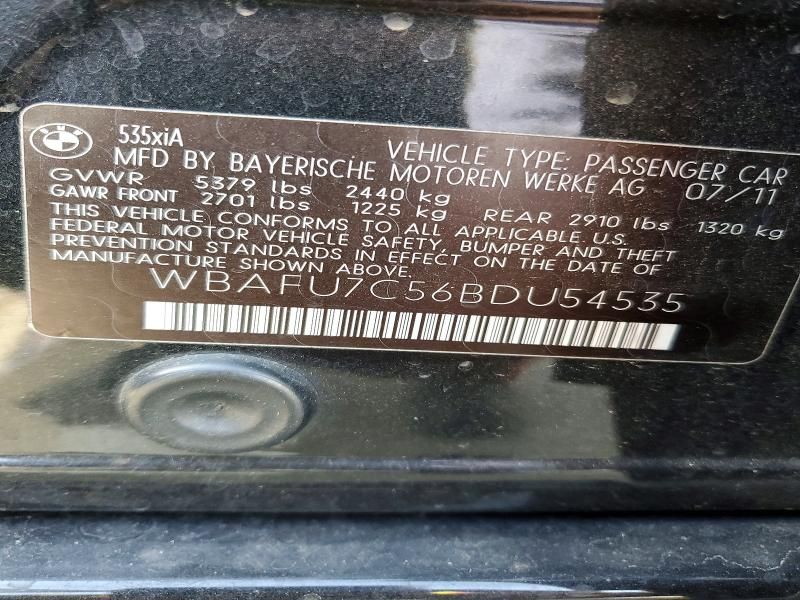 BMW
535xiA
VEHICLE TYPE: PASSENGER CAR
MFD BY BAYERISCHE MOTOREN WERKE AG 07/11
GVWR 5379 lbs 2440 kg
GAWR FRONT 2701 lbs 1225 kg REAR 2910 lbs 1320 kg
THIS VEHICLE CONFORMS TO ALL APPLICABLE U.S.
FEDERAL MOTOR VEHICLE SAFETY, BUMPER AND THEFT
PREVENTION STANDARDS IN EFFECT ON THE DATE OF
MANUFACTURE SHOWN ABOVE.
WBAFU7C56BDU54535